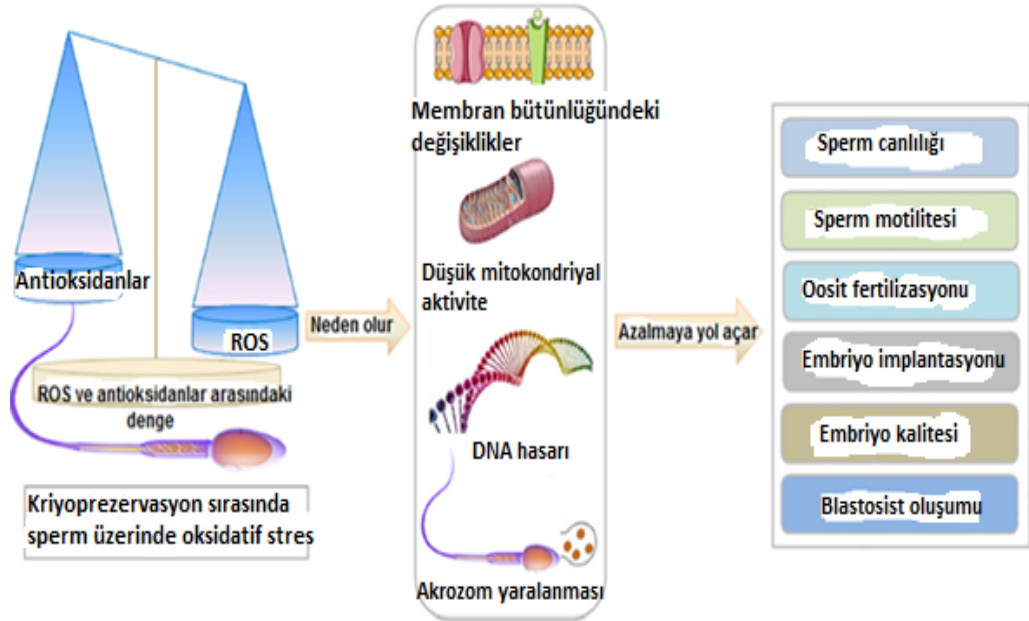 Antioksidanlar
ROS
ROS ve antioksidanlar arasındaki
denge
Kriyoprezervasyon sırasında
sperm üzerinde oksidatif stres
Neden olur
Membran bütünlüğündeki
değişiklikler
Düşük mitokondriyal
aktivite
DNA hasarı
Akrozom yaralanması
Azalmaya yol açar
Sperm canlılığı
Sperm motilitesi
Oosit fertilizasyonu
Embriyo implantasyonu
Embriyo kalitesi
Blastosist oluşumu